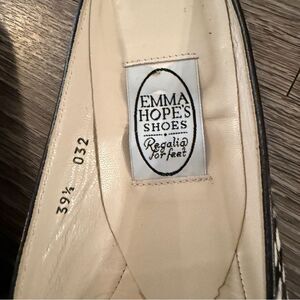 EMMA
HOPE'S
SHOES
Regalia
for feet
39½ 032